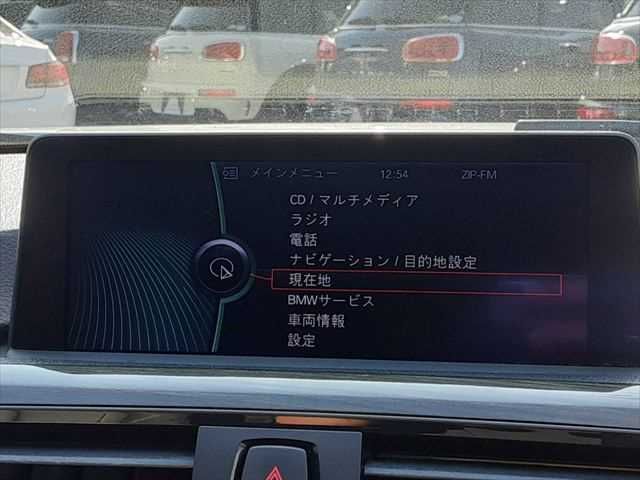 メインメニュー 12:54 ZIP-FM
CD / マルチメディア
ラジオ
電話
ナビゲーション / 目的地設定
現在地
BMWサービス
車両情報
設定